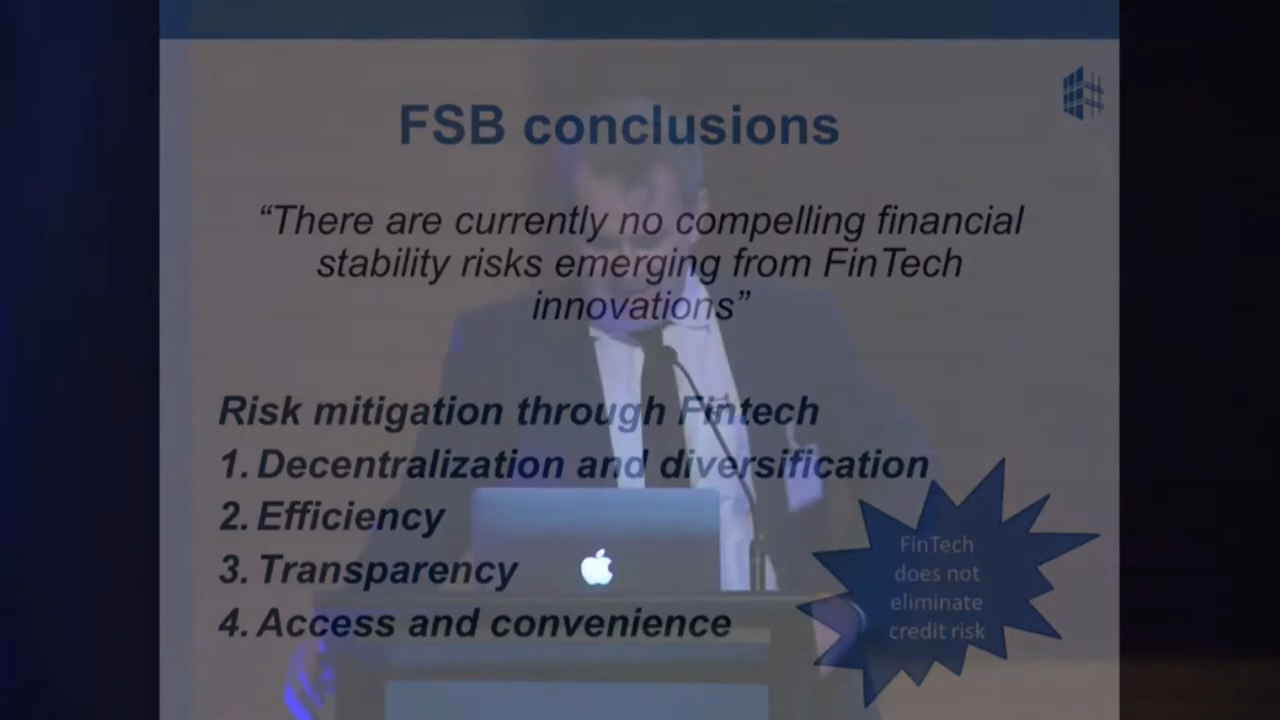 FSB conclusions
“There are currently no compelling financial
stability risks emerging from FinTech
innovations”
Risk mitigation through Fintech
1. Decentralization and diversification
2. Efficiency
3. Transparency
4. Access and convenience
FinTech
does not
eliminate
credit risk